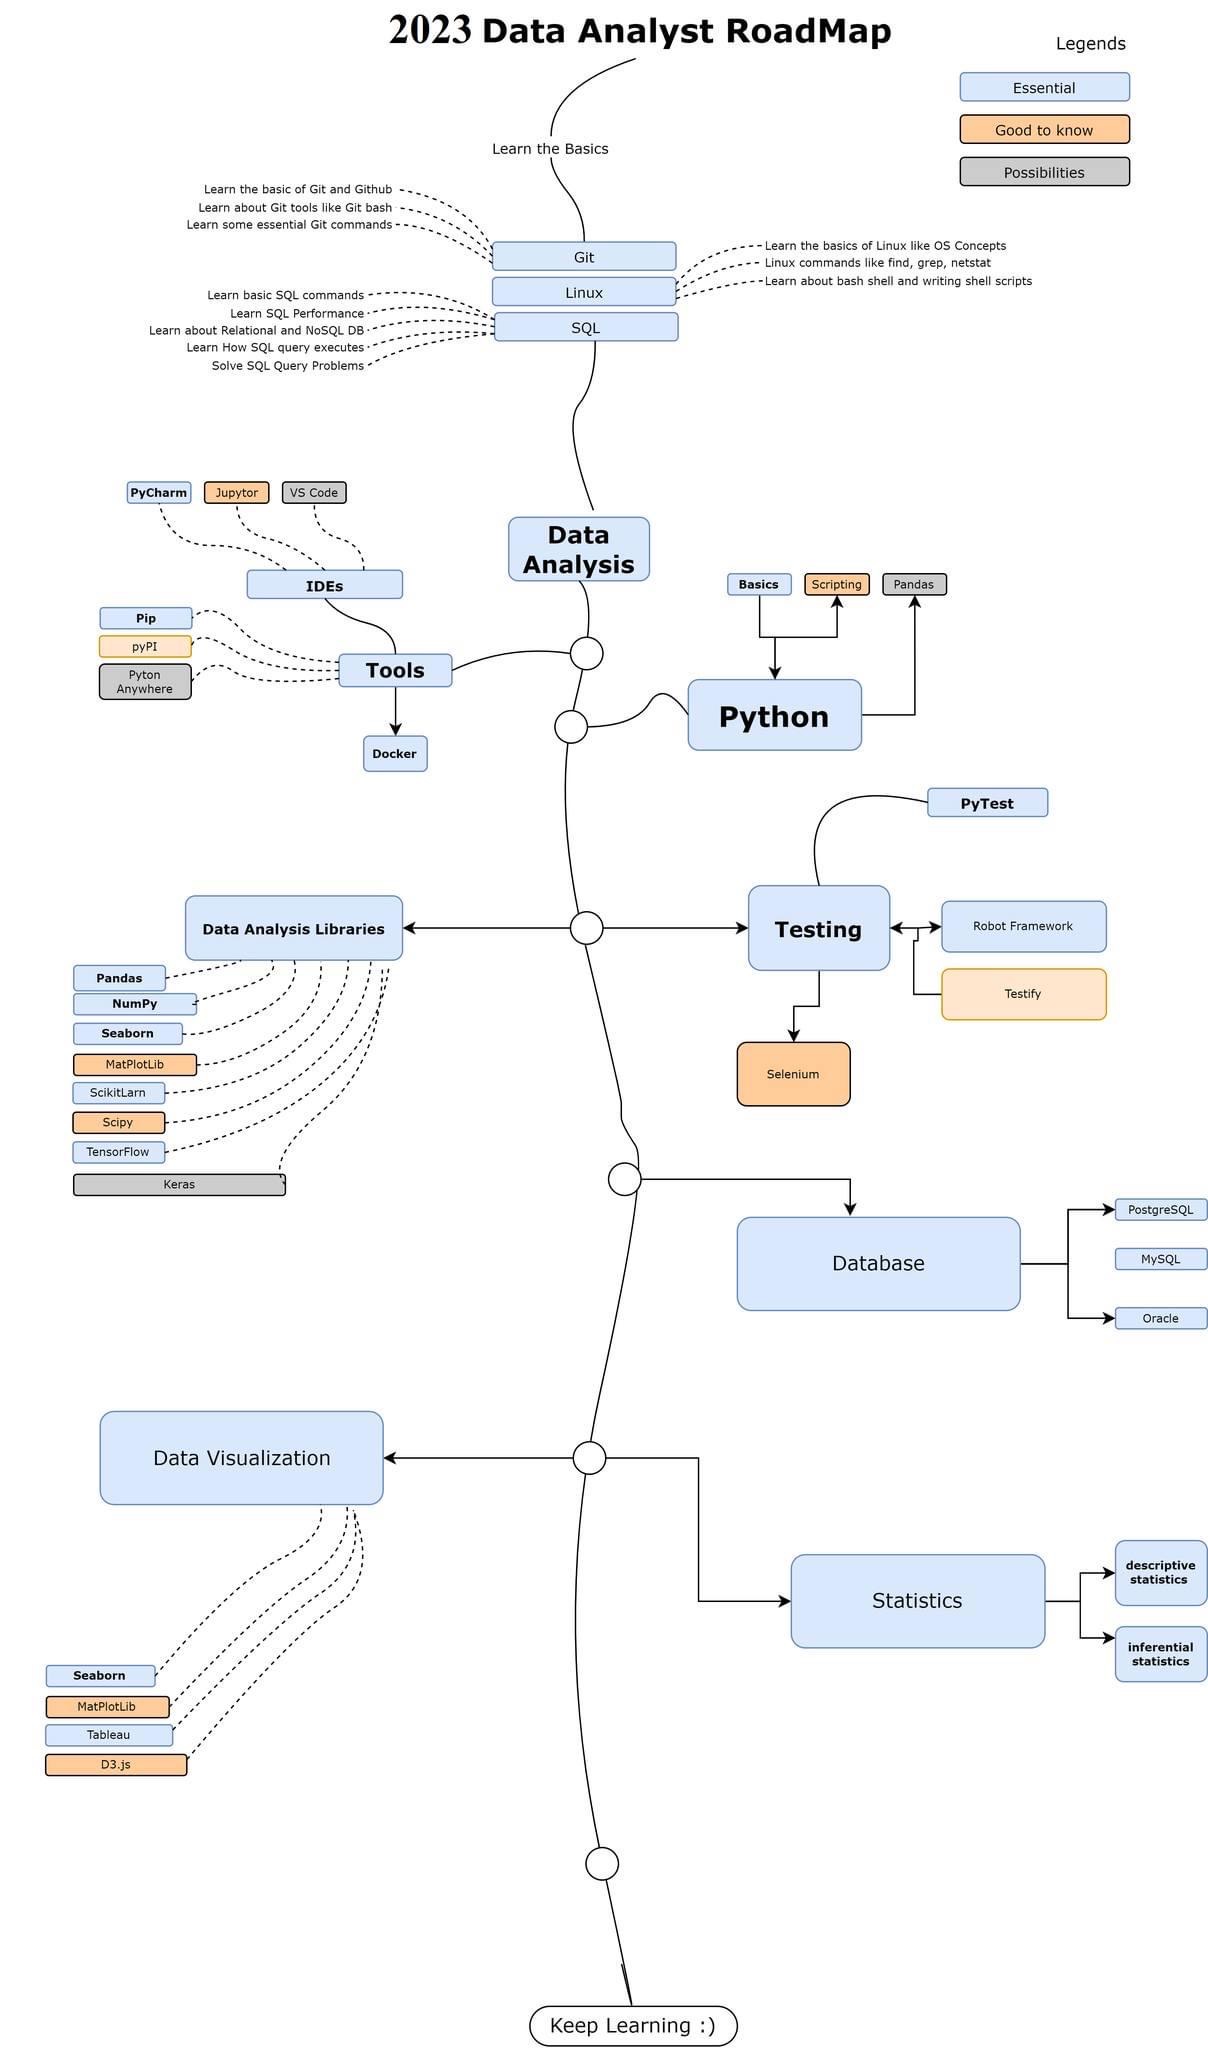 2023 Data Analyst RoadMap
Legends
Essential
Good to know
Possibilities
Learn the Basics
Learn the basic of Git and Github
Learn about Git tools like Git bash
Learn some essential Git commands
Git
Learn the basics of Linux like OS Concepts
Linux commands like find, grep, netstat
Learn about bash shell and writing shell scripts
Linux
Learn basic SQL commands
Learn SQL Performance
Learn about Relational and NoSQL DB
Learn How SQL query executes
Solve SQL Query Problems
SQL
Data
Analysis
PyCharm
Jupytor
VS Code
IDEs
Pip
pyPI
Pyton
Anywhere
Tools
Docker
Basics
Scripting
Pandas
Python
PyTest
Data Analysis Libraries
Testing
Robot Framework
Testify
Selenium
Pandas
NumPy
Seaborn
MatPlotLib
ScikitLarn
Scipy
TensorFlow
Keras
Database
PostgreSQL
MySQL
Oracle
Data Visualization
Statistics
descriptive
statistics
inferential
statistics
Seaborn
MatPlotLib
Tableau
D3.js
Keep Learning :)